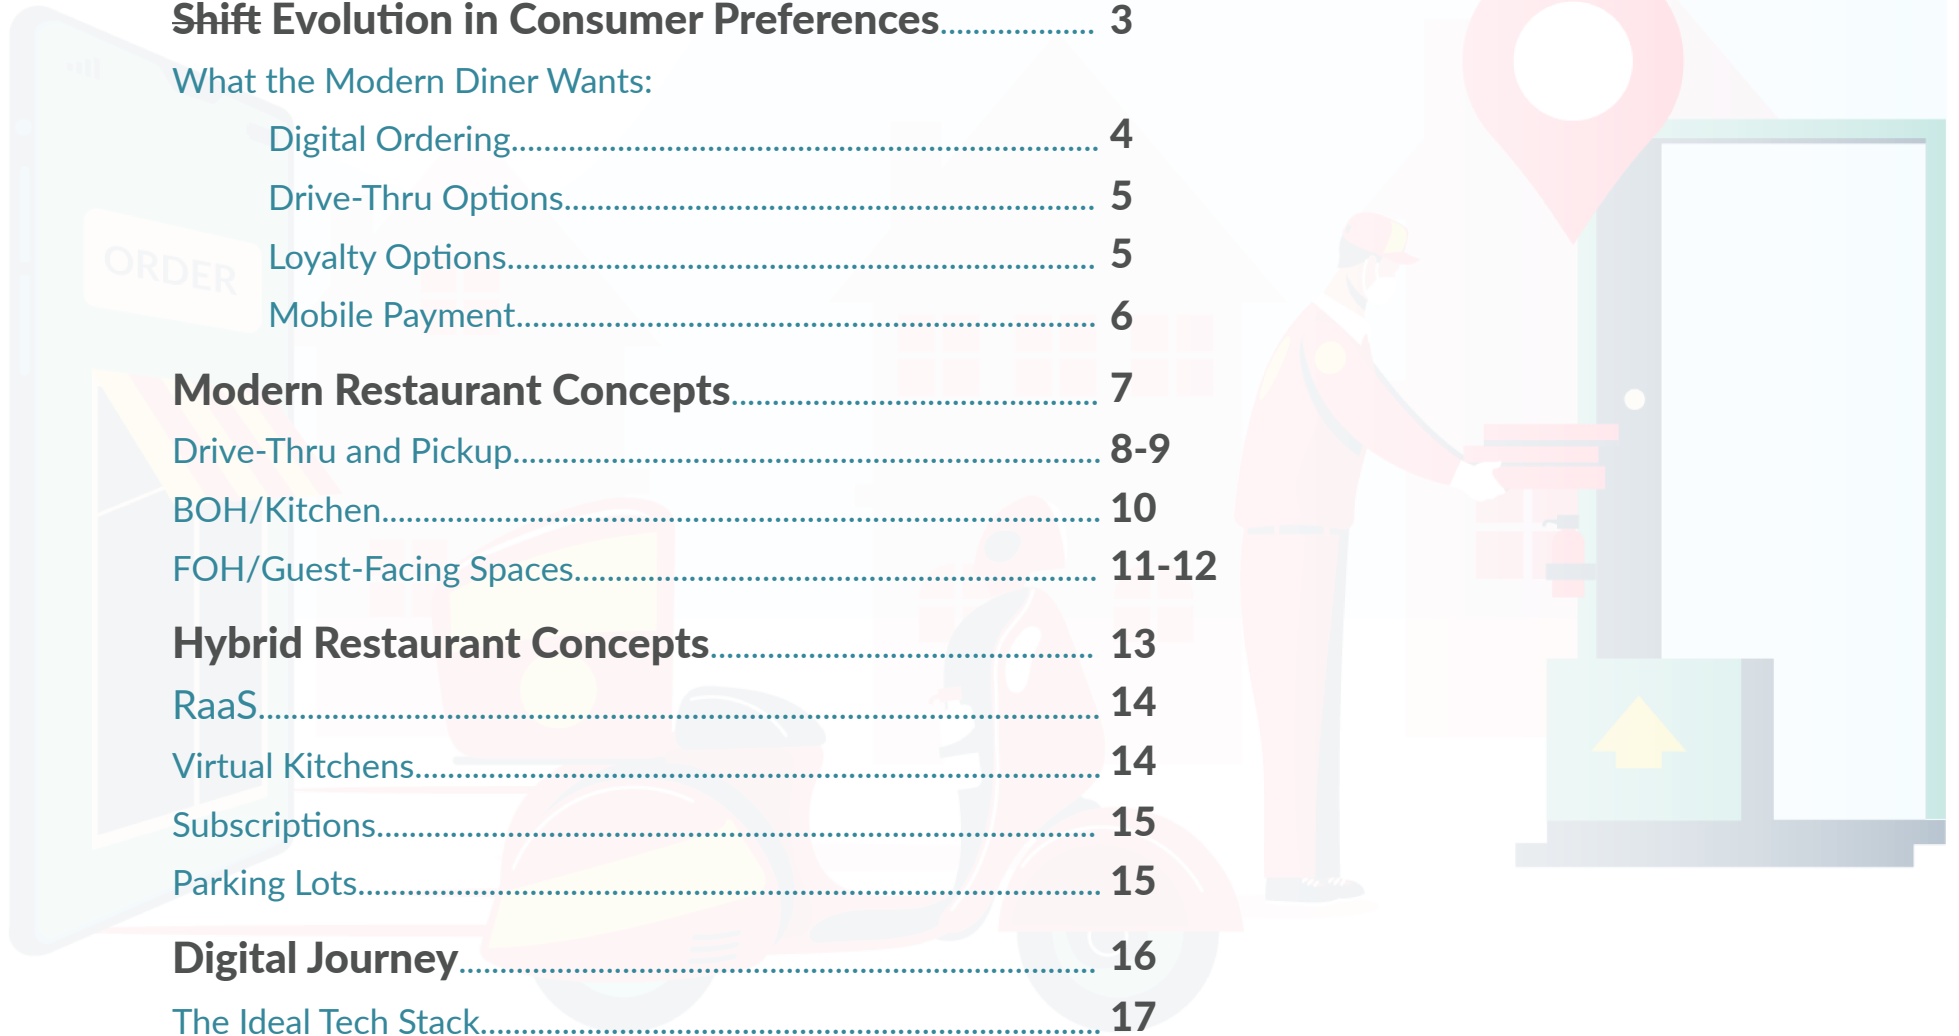 Shift Evolution in Consumer Preferences........................ 3
What the Modern Diner Wants:
Digital Ordering........................ 4
Drive-Thru Options........................ 5
Loyalty Options........................ 5
Mobile Payment........................ 6
Modern Restaurant Concepts........................ 7
Drive-Thru and Pickup........................ 8-9
BOH/Kitchen........................ 10
FOH/Guest-Facing Spaces........................ 11-12
Hybrid Restaurant Concepts........................ 13
RaaS........................ 14
Virtual Kitchens........................ 14
Subscriptions........................ 15
Parking Lots........................ 15
Digital Journey........................ 16
The Ideal Tech Stack........................ 17
ORDER